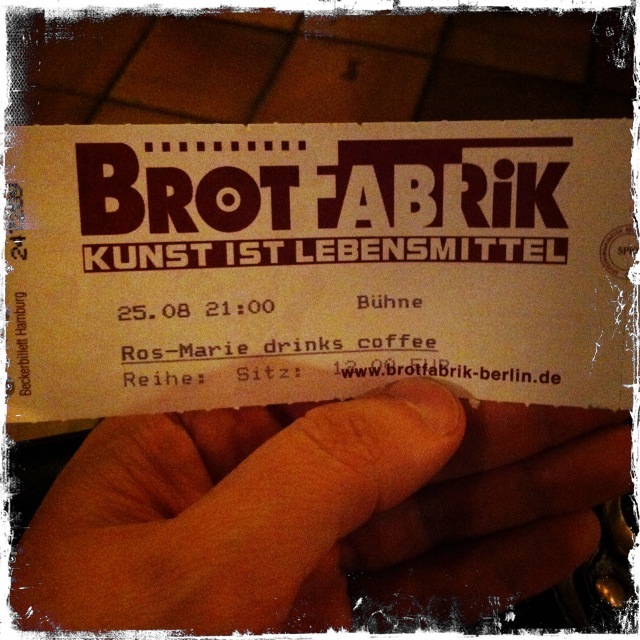 BROTFABRIK
KUNST IST LEBENSMITTEL
25.08 21:00 Bühne
Ros-Marie drinks coffee
Reihe: Sitz: EUR
www.brotfabrik-berlin.de
Beckerbillett Hamburg